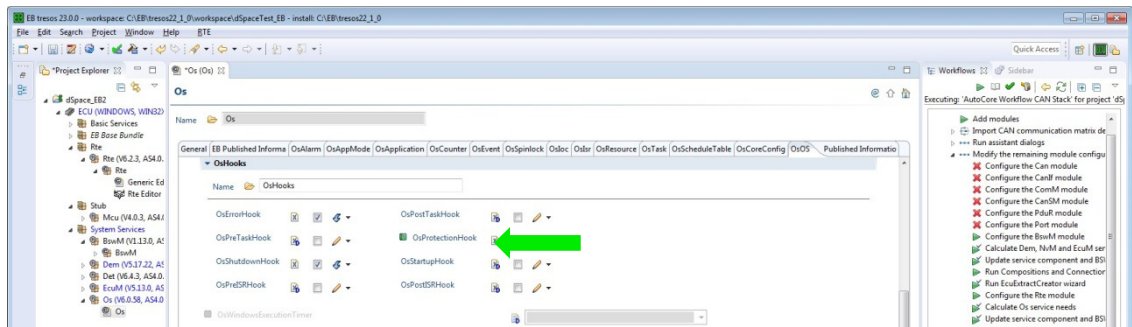 EB tresos 23.0.0 - workspace: C:\EB\tresos22_1_0\workspace\dSpaceTest_EB - install: C:\EB\tresos22_1_0
File Edit Search Project Window Help RTE
Quick Access
*Project Explorer
dSpace_EB2
ECU (WINDOWS, WIN32)
Basic Services
EB Base Bundle
Rte
Rte (V6.2.3, AS4.0.
Rte
Generic Ed
Rte Editor
Stub
Mcu (V4.0.3, AS4.(
System Services
BswM (V1.13.0, A!
BswM
Dem (V5.17.22, AS
Det (V6.4.3, AS4.0.
EcuM (V5.13.0, AS
Os (V6.0.58, AS4.0
Os
*Os (Os)
Os
Name Os
General EB Published Informa OsAlarm OsAppMode OsApplication OsCounter OsEvent OsSpinlock OsIoc OsIsr OsResource OsTask OsScheduleTable OsCoreConfig OsOS Published Informatio
OsHooks
Name OsHooks
OsErrorHook OsPostTaskHook
OsPreTaskHook OsProtectionHook
OsShutdownHook OsStartupHook
OsPreISRHook OsPostISRHook
OsWindowsExecutionTimer
Workflows Sidebar
Executing: 'AutoCore Workflow CAN Stack' for project 'dSp
Add modules
Import CAN communication matrix de
Run assistant dialogs
Modify the remaining module configu
Configure the Can module
Configure the CanIf module
Configure the ComM module
Configure the CanSM module
Configure the PduR module
Configure the Port module
Configure the BswM module
Calculate Dem, NvM and EcuM ser
Update service component and BS\
Run Compositions and Connection
Run EcuExtractCreator wizard
Configure the Rte module
Calculate Os service needs
Update service component and BS\